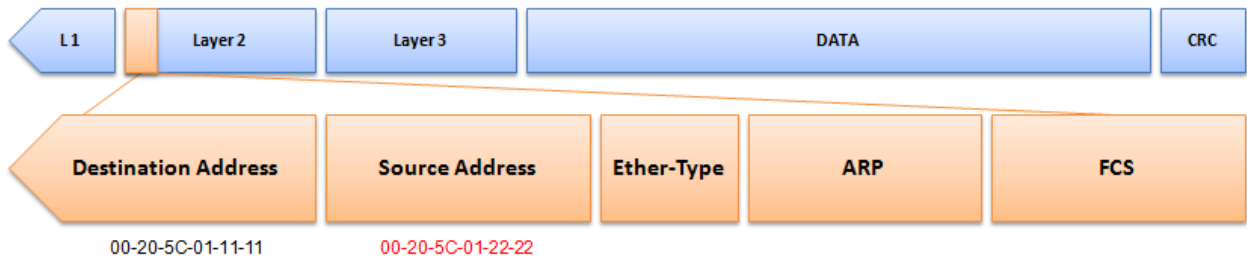 L 1 Layer 2 Layer 3 DATA CRC
Destination Address Source Address Ether-Type ARP FCS
00-20-5C-01-11-11 00-20-5C-01-22-22